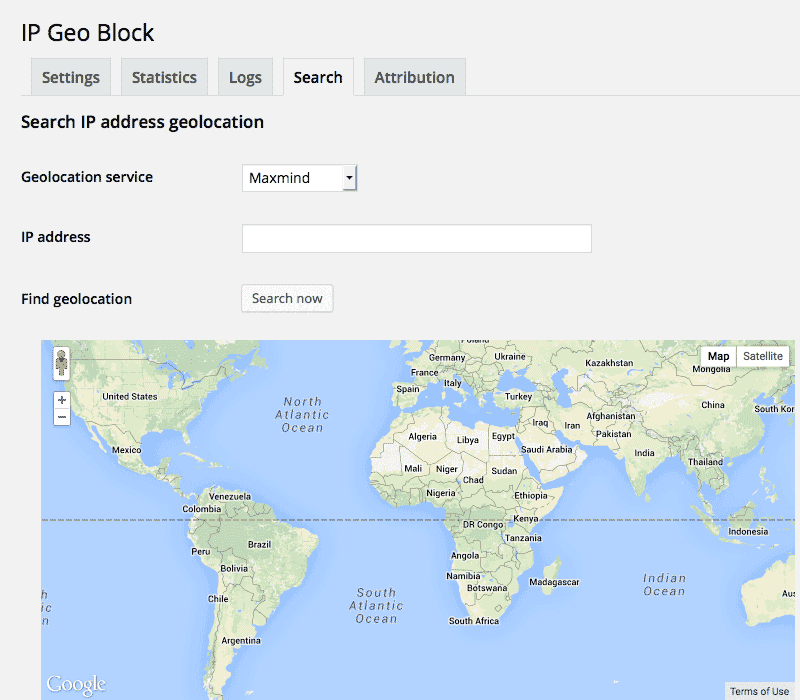 IP Geo Block
Settings Statistics Logs Search Attribution
Search IP address geolocation
Geolocation service Maxmind
IP address
Find geolocation Search now
Map Satellite
Poland
Germany Ukraine Kazakhstan
France Mongolia
Italy
Spain Turkey
United States China
North Atlantic Ocean
South Kor
Iraq Iran Afghanistan
Algeria Libya Egypt Pakistan
Mexico Saudi Arabia India
Thailand
Mali Niger Sudan
Chad
Venezuela Nigeria Ethiopia
Colombia
DR Congo Kenya
Indonesia
Tanzania
Peru Brazil
Angola
Bolivia
Namibia Madagascar
Botswana
Indian Ocean
Chile
South Atlantic Ocean
Aus
South Africa
Argentina
Google
Terms of Use